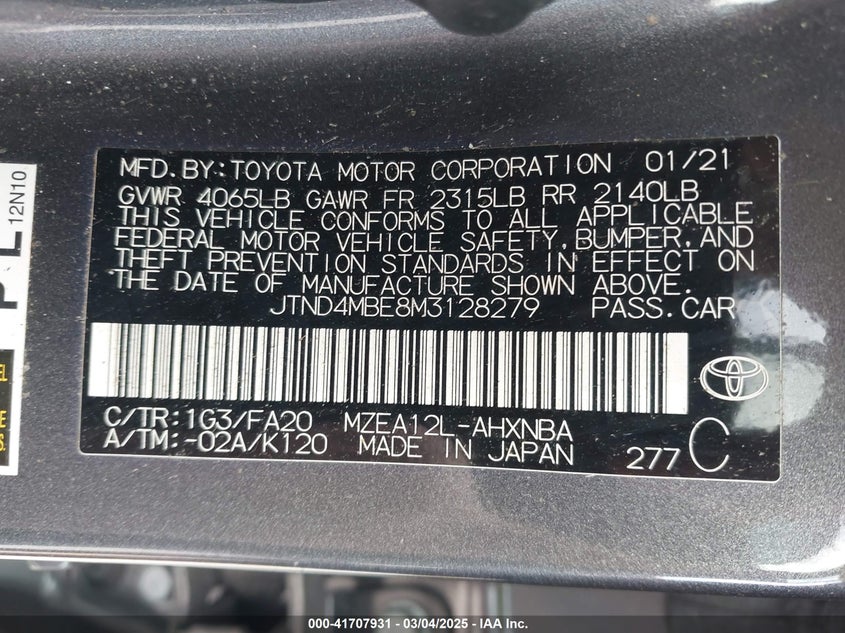 MFD.BY:TOYOTA MOTOR CORPORATION 01/21
GVWR 4065LB GAWR FR 2315LB RR 2140LB
THIS VEHICLE CONFORMS TO ALL APPLICABLE
FEDERAL MOTOR VEHICLE SAFETY,BUMPER,AND
THEFT PREVENTION STANDARDS IN EFFECT ON
THE DATE OF MANUFACTURE SHOWN ABOVE.
JTND4MBE8M3128279 PASS.CAR
C/TR:1G3/FA20 MZEA12L-AHXNBA
A/TM:-02A/K120 MADE IN JAPAN 277 C
12N10
000-41707931 - 03/04/2025 - IAA Inc.